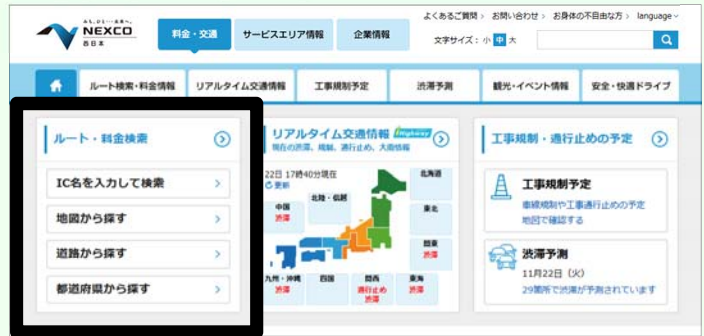 よくあるご質問 › お問い合わせ › お身体の不自由な方 › language
みち、ひと…未来へ。
NEXCO
西日本
料金・交通 サービスエリア情報 企業情報
文字サイズ： 小 中 大
ルート検索・料金情報 リアルタイム交通情報 工事規制予定 渋滞予測 観光・イベント情報 安全・快適ドライブ
ルート・料金検索
IC名を入力して検索
地図から探す
道路から探す
都道府県から探す
リアルタイム交通情報 iHighway
現在の渋滞、規制、通行止め、大雨情報
22日 17時40分現在
更新
北海道
北陸・信越
中国
渋滞
東北
関東
渋滞
九州・沖縄 四国 関西 東海
渋滞 通行止め 渋滞
渋滞
工事規制・通行止めの予定
工事規制予定
車線規制や工事通行止めの予定
地図で確認する
渋滞予測
11月22日（火）
29箇所で渋滞が予測されています